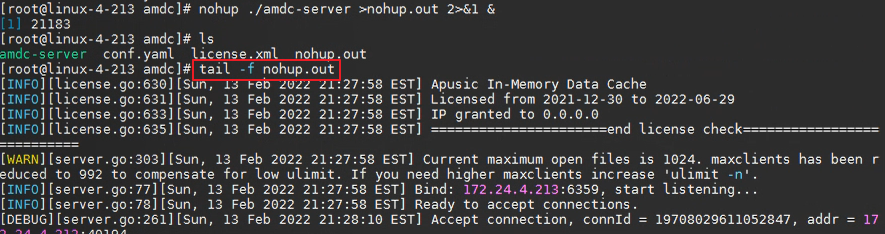 [root@linux-4-213 amdc]# nohup ./amdc-server >nohup.out 2>&1 &
[1] 21183
[root@linux-4-213 amdc]# ls
amdc-server  conf.yaml  license.xml  nohup.out
[root@linux-4-213 amdc]# tail -f nohup.out
[INFO][license.go:630][Sun, 13 Feb 2022 21:27:58 EST] Apusic In-Memory Data Cache
[INFO][license.go:631][Sun, 13 Feb 2022 21:27:58 EST] Licensed from 2021-12-30 to 2022-06-29
[INFO][license.go:633][Sun, 13 Feb 2022 21:27:58 EST] IP granted to 0.0.0.0
[INFO][license.go:635][Sun, 13 Feb 2022 21:27:58 EST] =======================end license check==================
==========
[WARN][server.go:303][Sun, 13 Feb 2022 21:27:58 EST] Current maximum open files is 1024. maxclients has been r
educed to 992 to compensate for low ulimit. If you need higher maxclients increase 'ulimit -n'.
[INFO][server.go:77][Sun, 13 Feb 2022 21:27:58 EST] Bind: 172.24.4.213:6359, start listening...
[INFO][server.go:78][Sun, 13 Feb 2022 21:27:58 EST] Ready to accept connections.
[DEBUG][server.go:261][Sun, 13 Feb 2022 21:28:10 EST] Accept connection, connId = 19708029611052847, addr = 17